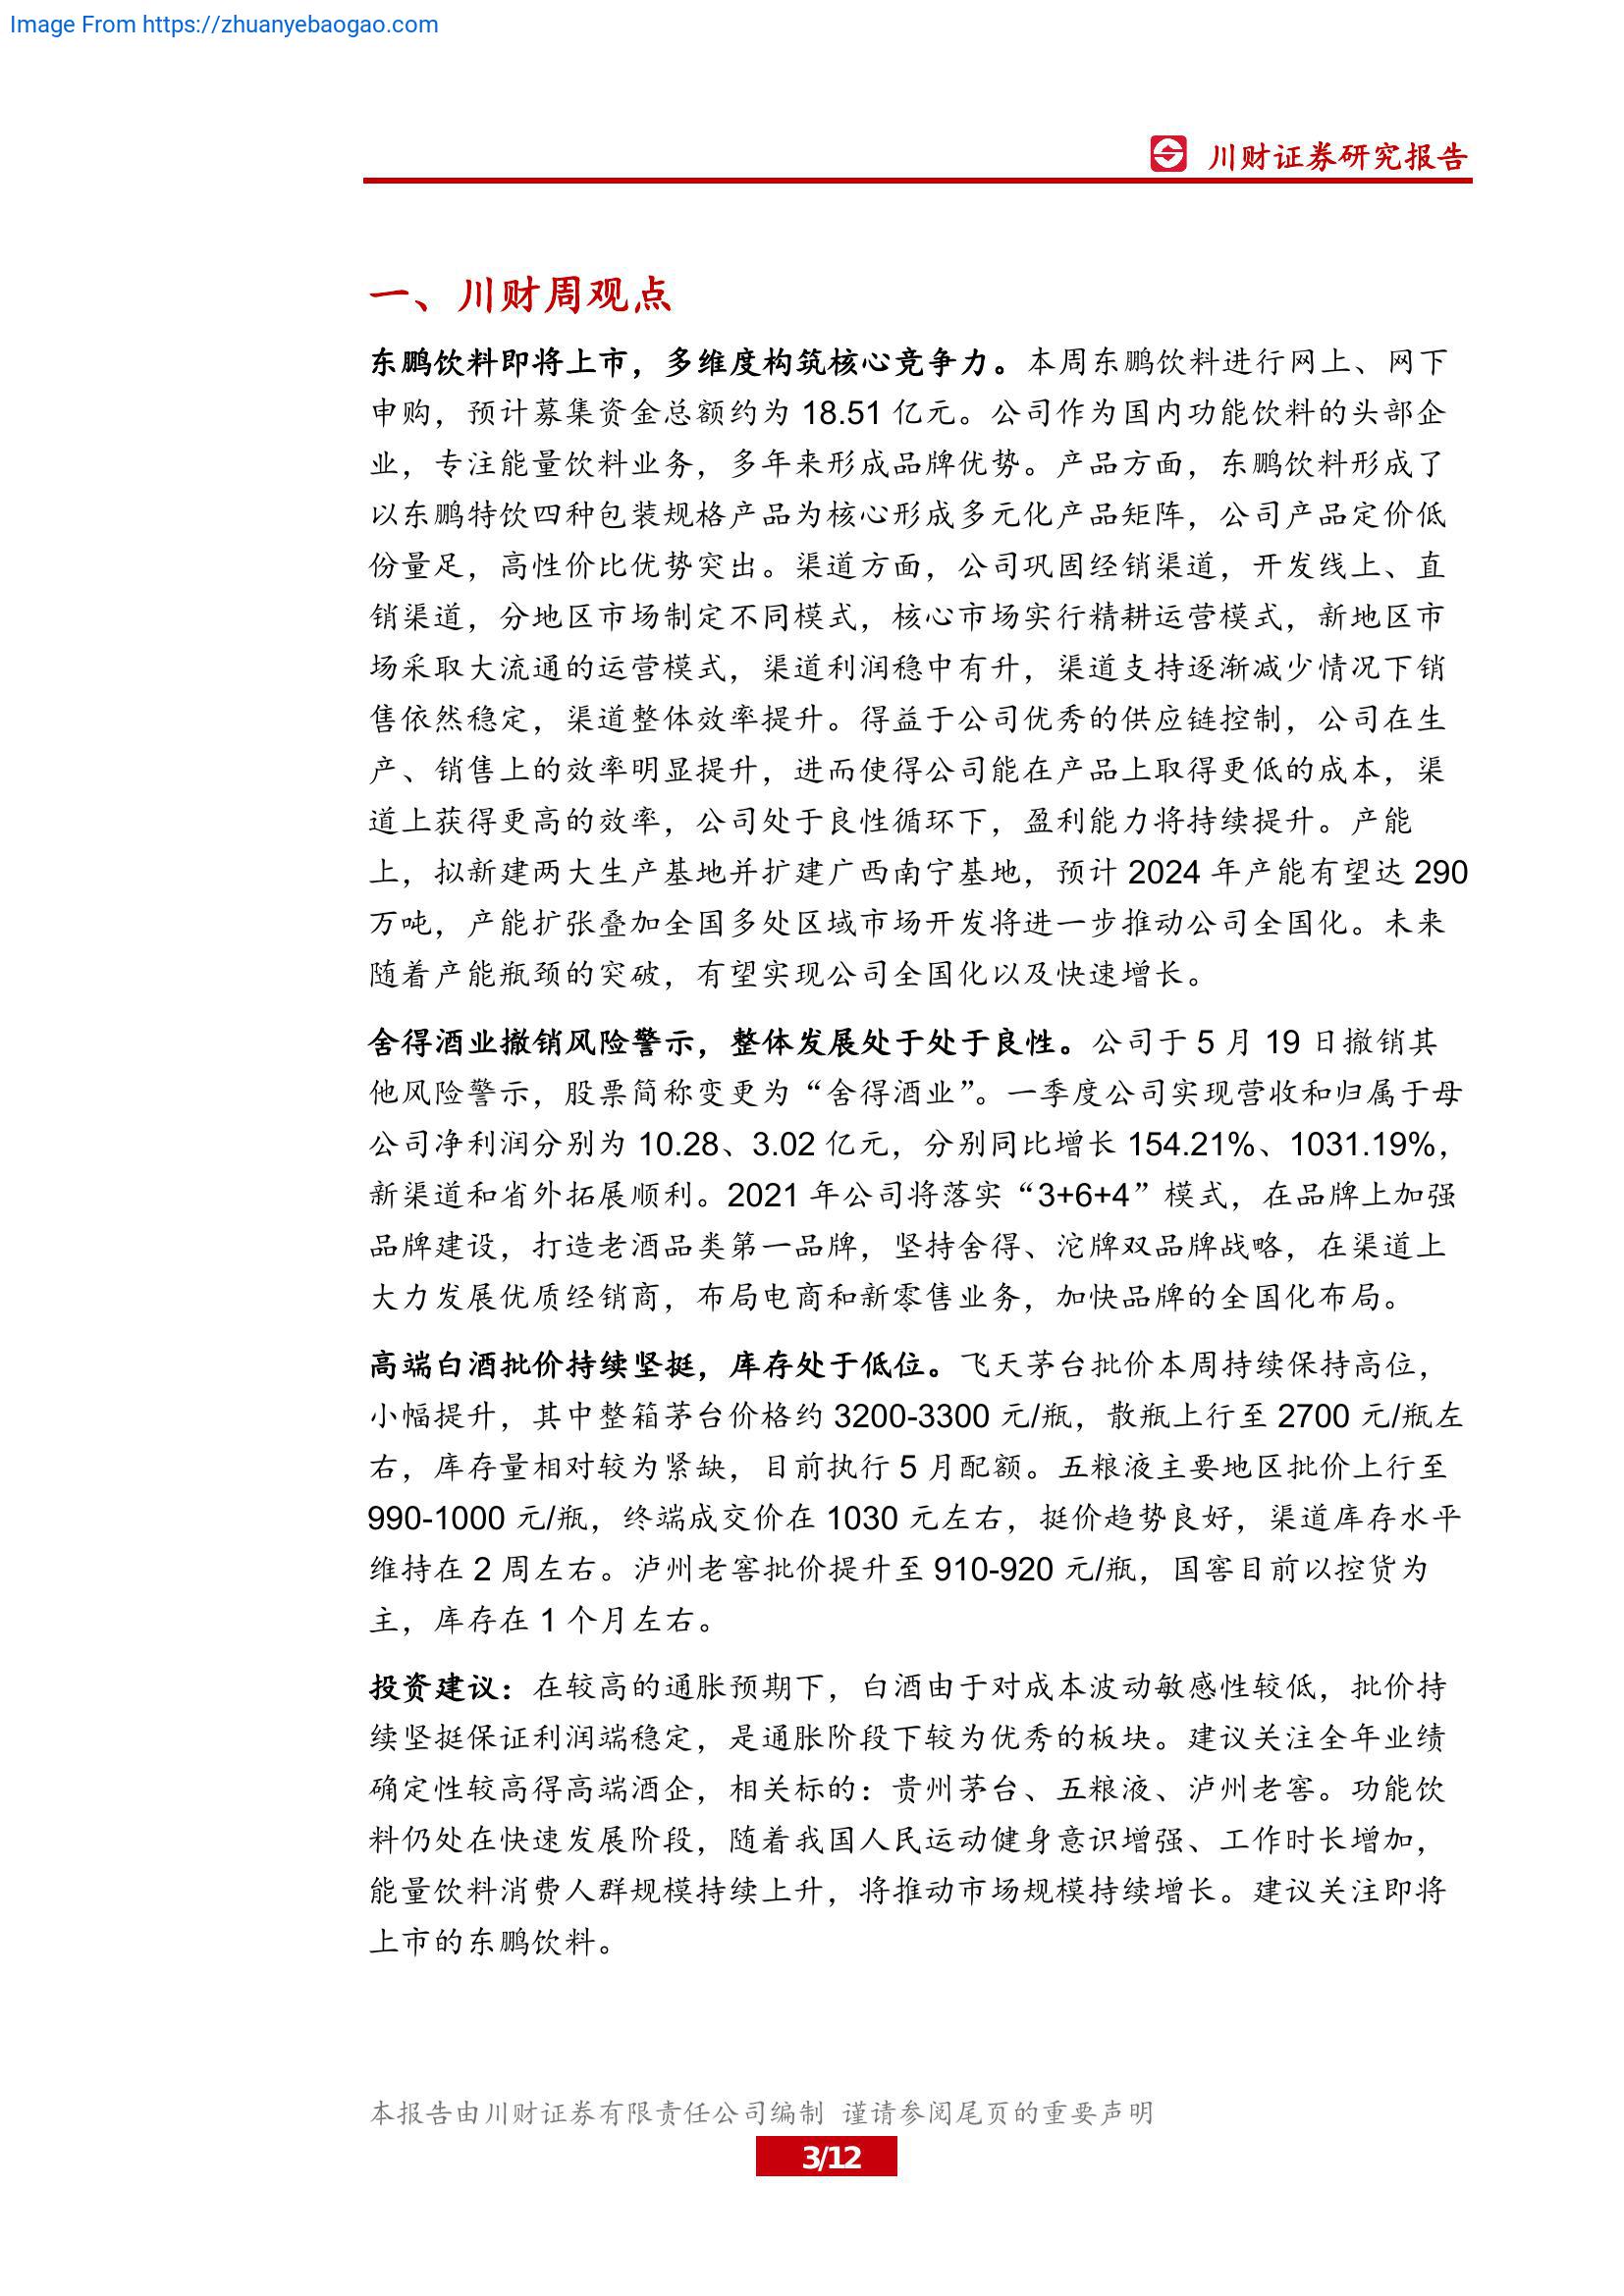 Image From https://zhuanyebaogao.com
川财证券研究报告
一、川财周观点
东鹏饮料即将上市，多维度构筑核心竞争力。本周东鹏饮料进行网上、网下
申购，预计募集资金总额约为 18.51 亿元。公司作为国内功能饮料的头部企
业，专注能量饮料业务，多年来形成品牌优势。产品方面，东鹏饮料形成了
以东鹏特饮四种包装规格产品为核心形成多元化产品矩阵，公司产品定价低
份量足，高性价比优势突出。渠道方面，公司巩固经销渠道，开发线上、直
销渠道，分地区市场制定不同模式，核心市场实行精耕运营模式，新地区市
场采取大流通的运营模式，渠道利润稳中有升，渠道支持逐渐减少情况下销
售依然稳定，渠道整体效率提升。得益于公司优秀的供应链控制，公司在生
产、销售上的效率明显提升，进而使得公司能在产品上取得更低的成本，渠
道上获得更高的效率，公司处于良性循环下，盈利能力将持续提升。产能
上，拟新建两大生产基地并扩建广西南宁基地，预计 2024 年产能有望达 290
万吨，产能扩张叠加全国多处区域市场开发将进一步推动公司全国化。未来
随着产能瓶颈的突破，有望实现公司全国化以及快速增长。
舍得酒业撤销风险警示，整体发展处于处于良性。公司于 5 月 19 日撤销其
他风险警示，股票简称变更为“舍得酒业”。一季度公司实现营收和归属于母
公司净利润分别为 10.28、3.02 亿元，分别同比增长 154.21%、1031.19%，
新渠道和省外拓展顺利。2021 年公司将落实“3+6+4”模式，在品牌上加强
品牌建设，打造老酒品类第一品牌，坚持舍得、沱牌双品牌战略，在渠道上
大力发展优质经销商，布局电商和新零售业务，加快品牌的全国化布局。
高端白酒批价持续坚挺，库存处于低位。飞天茅台批价本周持续保持高位，
小幅提升，其中整箱茅台价格约 3200-3300 元/瓶，散瓶上行至 2700 元/瓶左
右，库存量相对较为紧缺，目前执行 5 月配额。五粮液主要地区批价上行至
990-1000 元/瓶，终端成交价在 1030 元左右，挺价趋势良好，渠道库存水平
维持在 2 周左右。泸州老窖批价提升至 910-920 元/瓶，国窖目前以控货为
主，库存在 1 个月左右。
投资建议：在较高的通胀预期下，白酒由于对成本波动敏感性较低，批价持
续坚挺保证利润端稳定，是通胀阶段下较为优秀的板块。建议关注全年业绩
确定性较高得高端酒企，相关标的：贵州茅台、五粮液、泸州老窖。功能饮
料仍处在快速发展阶段，随着我国人民运动健身意识增强、工作时长增加，
能量饮料消费人群规模持续上升，将推动市场规模持续增长。建议关注即将
上市的东鹏饮料。
本报告由川财证券有限责任公司编制 谨请参阅尾页的重要声明
3/12